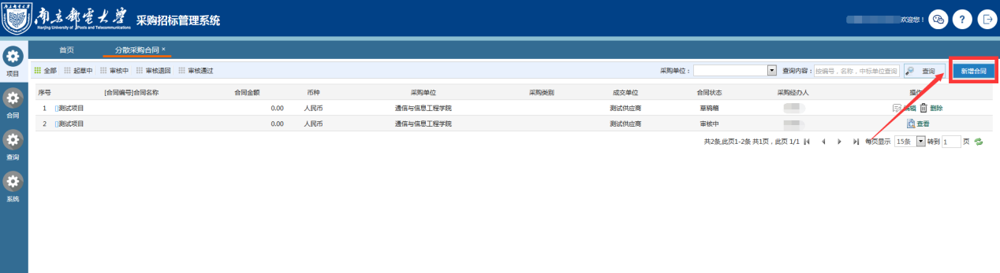 南京邮电大学 采购招标管理系统 欢迎您！ ?
Nanjing University of Posts and Telecommunications
首页 分散采购合同 ×
项目 全部 起草中 审核中 审核退回 审核通过 采购单位： 查询内容： 按编号，名称，中标单位查询 查询 新增合同
序号 [合同编号]合同名称 合同金额 币种 采购单位 采购类别 成交单位 合同状态 采购经办人 操作
1 []测试项目 0.00 人民币 通信与信息工程学院 测试供应商 草稿箱 编辑 删除
合同
2 []测试项目 0.00 人民币 通信与信息工程学院 测试供应商 审核中 查看
共2条,此页1-2条 共1页，此页 1/1 每页显示 15条 转到 1 页
查询
系统